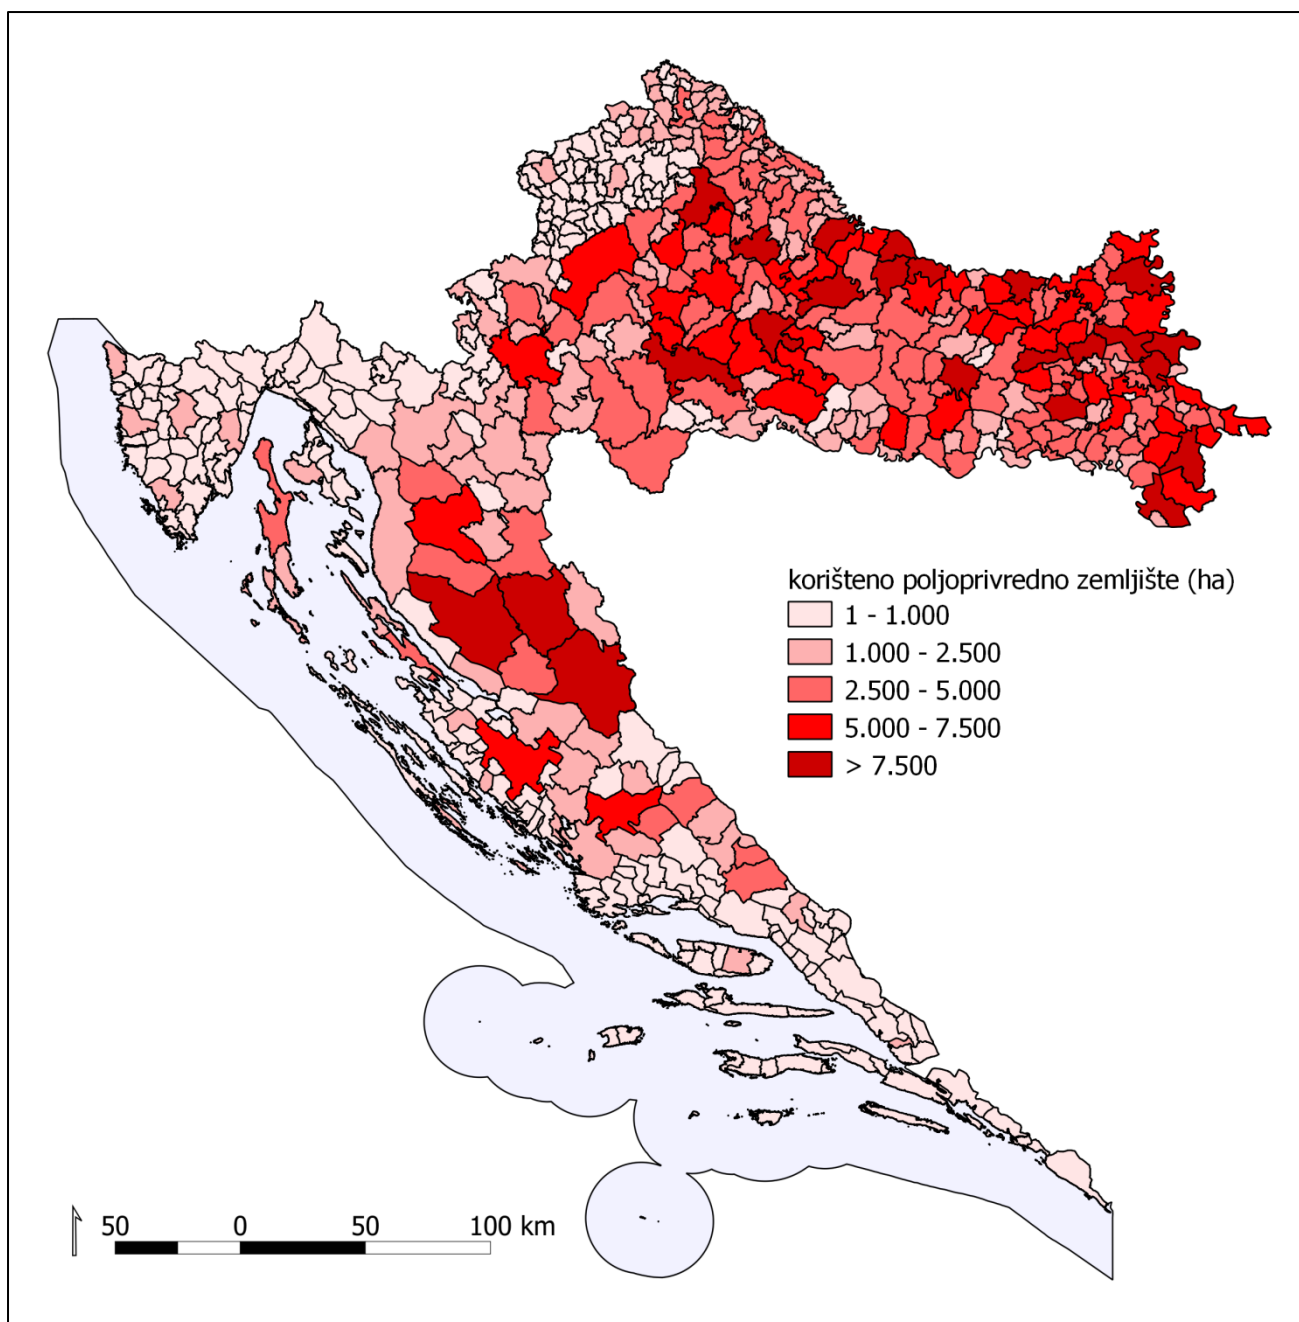 korišteno poljoprivredno zemljište (ha)
1 - 1.000
1.000 - 2.500
2.500 - 5.000
5.000 - 7.500
> 7.500
50 0 50 100 km